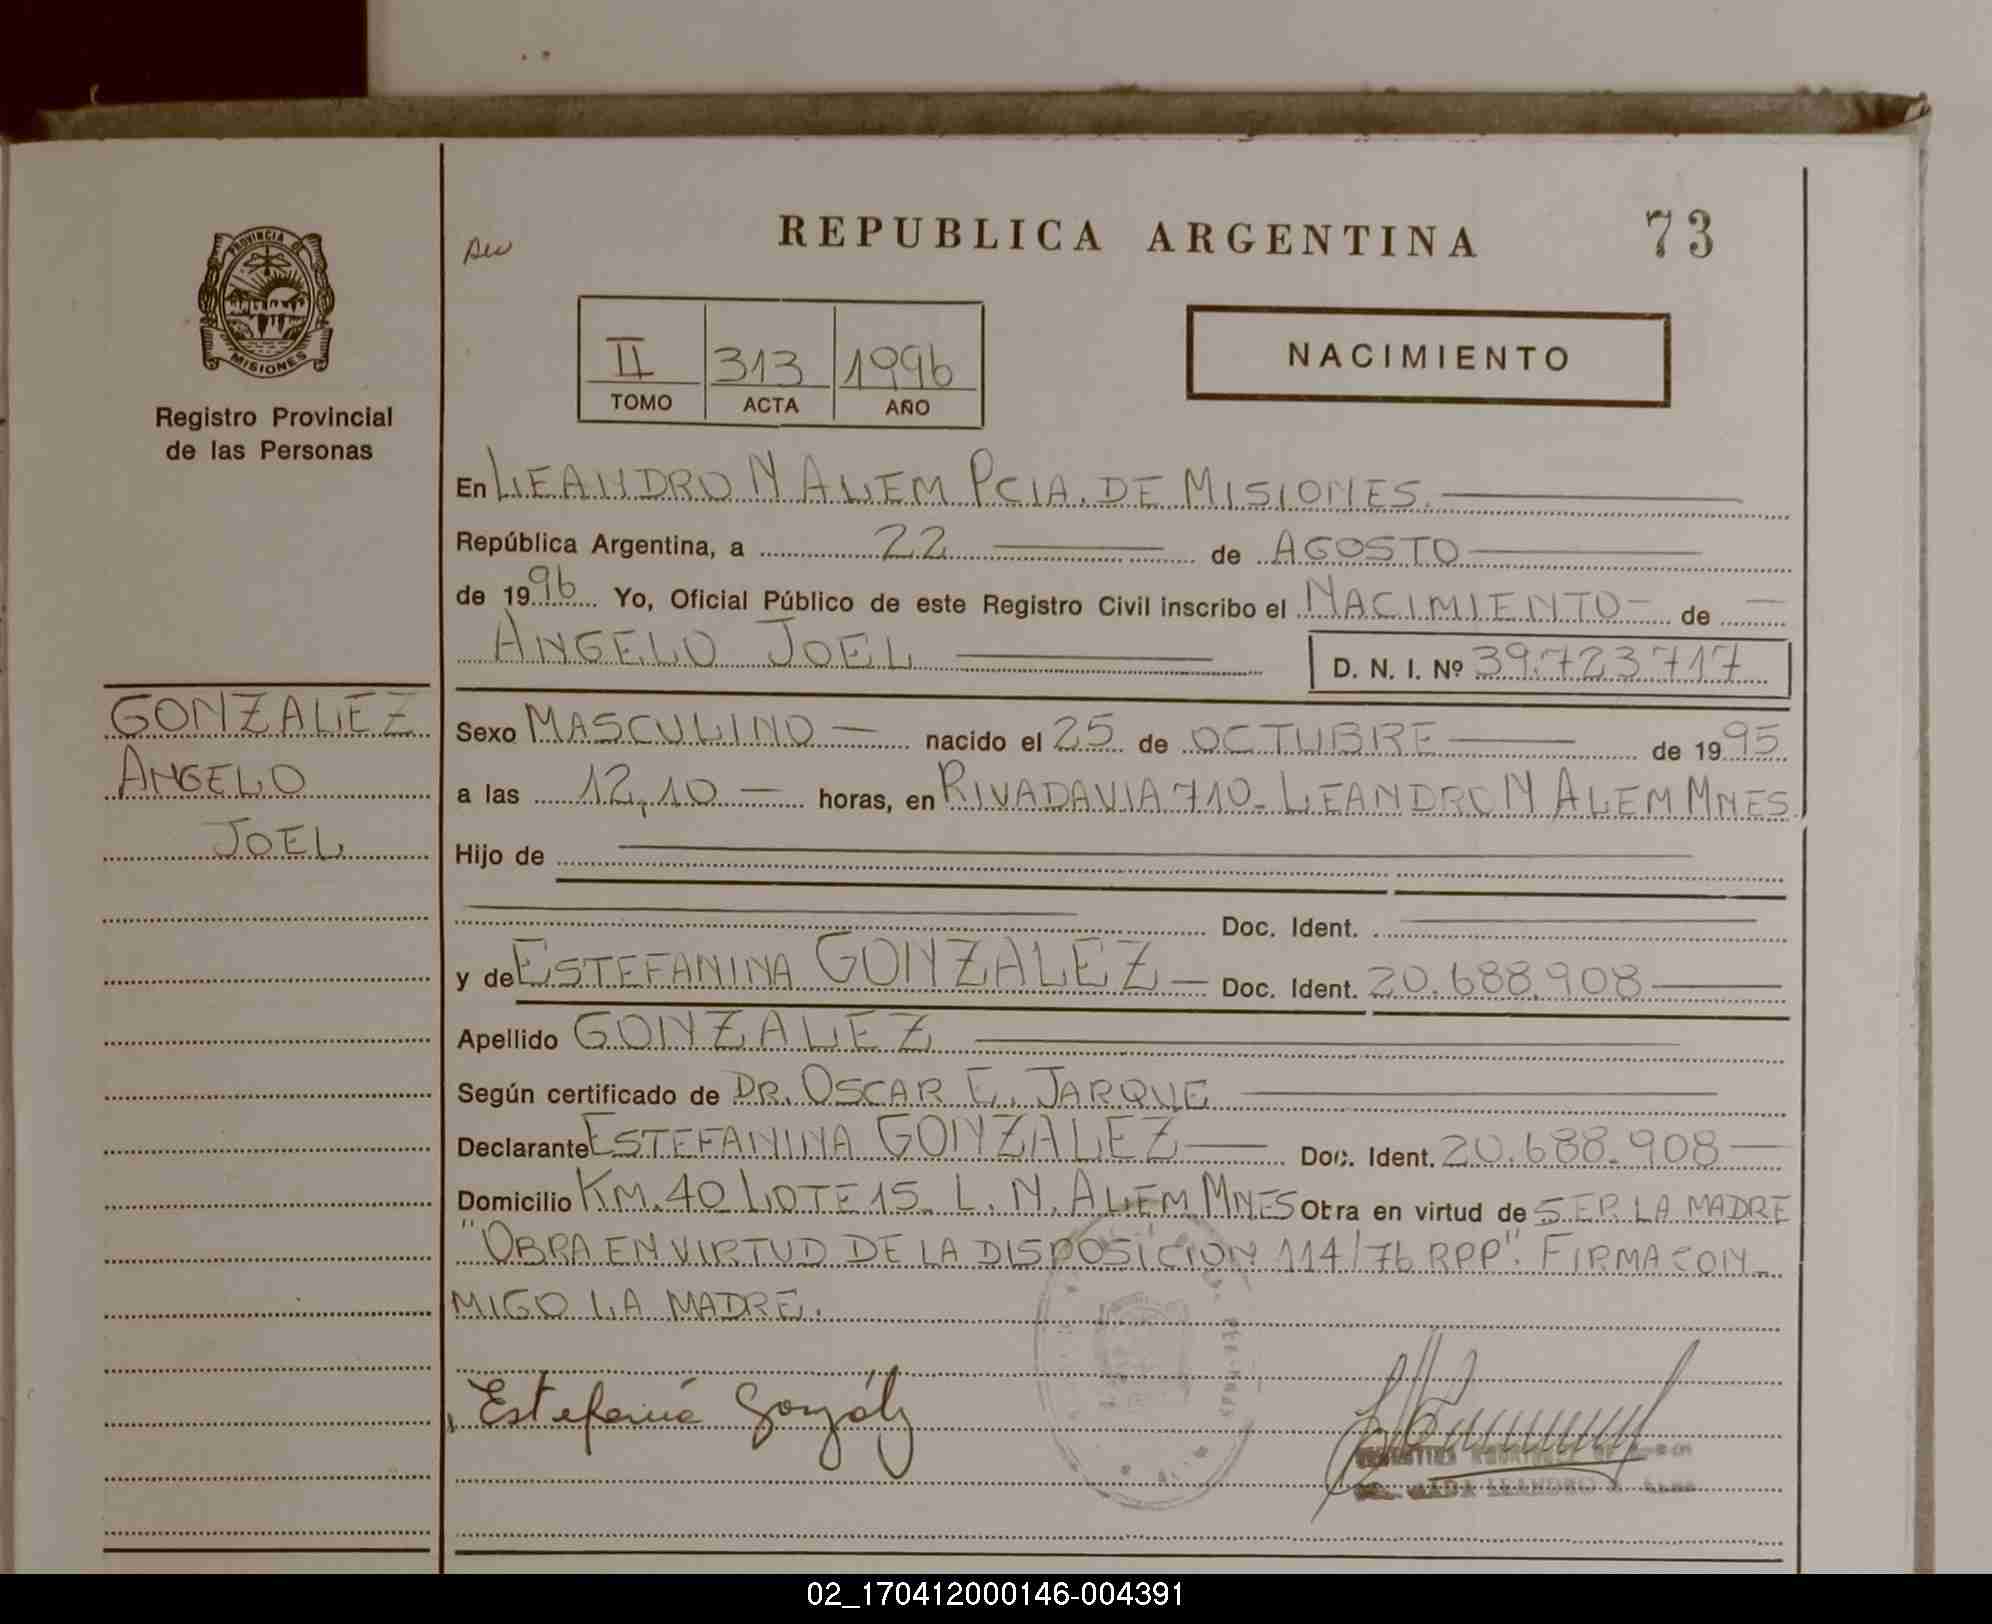 REPUBLICA ARGENTINA 73
PROVINCIA DE
MISIONES
Registro Provincial
de las Personas
II 313 1996
TOMO ACTA AÑO
NACIMIENTO
En LEANDRO N ALEM PCIA. DE MISIONES.
República Argentina, a 22 de AGOSTO
de 1996 Yo, Oficial Público de este Registro Civil inscribo el NACIMIENTO de
ANGELO JOEL D. N. I. Nº 39.723717
GONZALEZ
ANGELO
JOEL
Sexo MASCULINO nacido el 25 de OCTUBRE de 1995
a las 12,10 horas, en RIVADAVIA 710- LEANDRO N ALEM MNES
Hijo de
Doc. Ident.
y de ESTEFANINA GONZALEZ Doc. Ident. 20.688.908
Apellido GONZALEZ
Según certificado de DR. OSCAR E. JARQUE
Declarante ESTEFANINA GONZALEZ Doc. Ident. 20.688.908
Domicilio KM. 40 LOTE 15 L. N. ALEM MNES Obra en virtud de SER LA MADRE
"OBRA EN VIRTUD DE LA DISPOSICION 114/76 RPP". FIRMA CON-
MIGO LA MADRE.
02_170412000146-004391